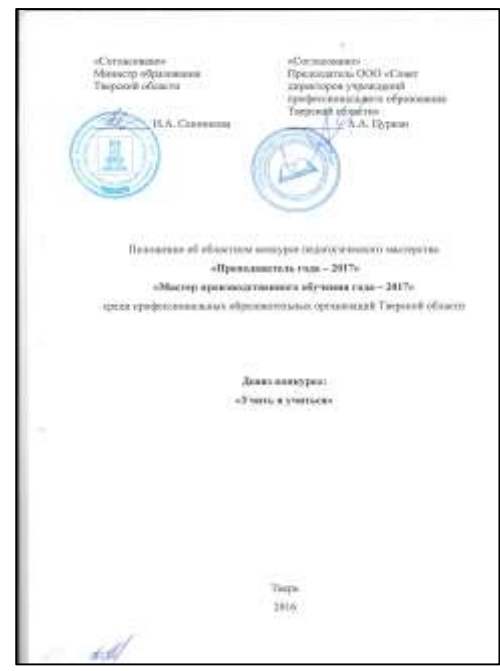 «Согласовано»
Министр образования
Тверской области
Н.А.
«Согласовано»
Председатель ООО «Совет
директоров учреждений
профессионального образования
Тверской области»
А.А. Цуркан
Положение об областном конкурсе педагогического мастерства
«Преподаватель года – 2017»
«Мастер производственного обучения года – 2017»
среди профессиональных образовательных организаций Тверской области
Девиз конкурса:
«Учить и учиться»
Тверь
2016